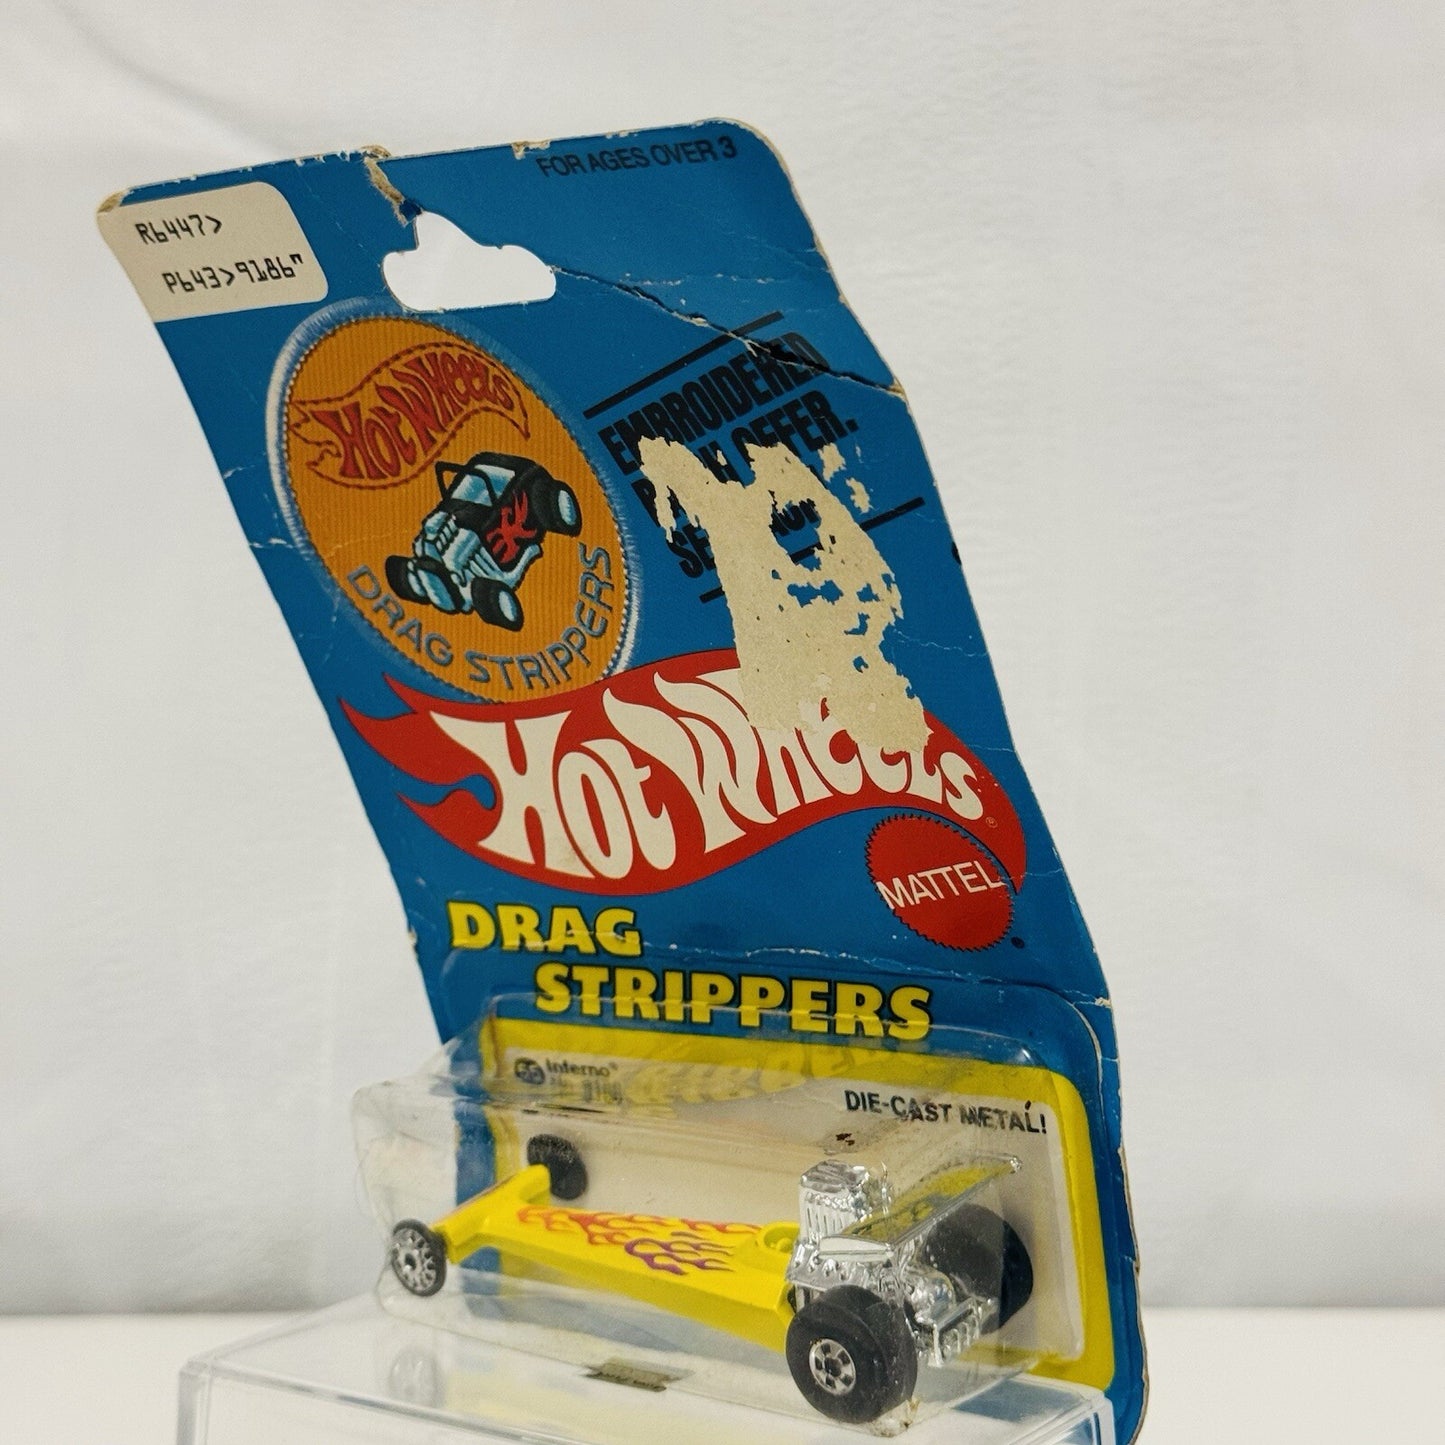 FOR AGES OVER 3
R6447>
P643>9186"
Hot Wheels
DRAG STRIPPERS
EMBROIDERED
OFFER.
Hot Wheels®
MATTEL
DRAG
STRIPPERS
Inferno®
DIE-CAST METAL!